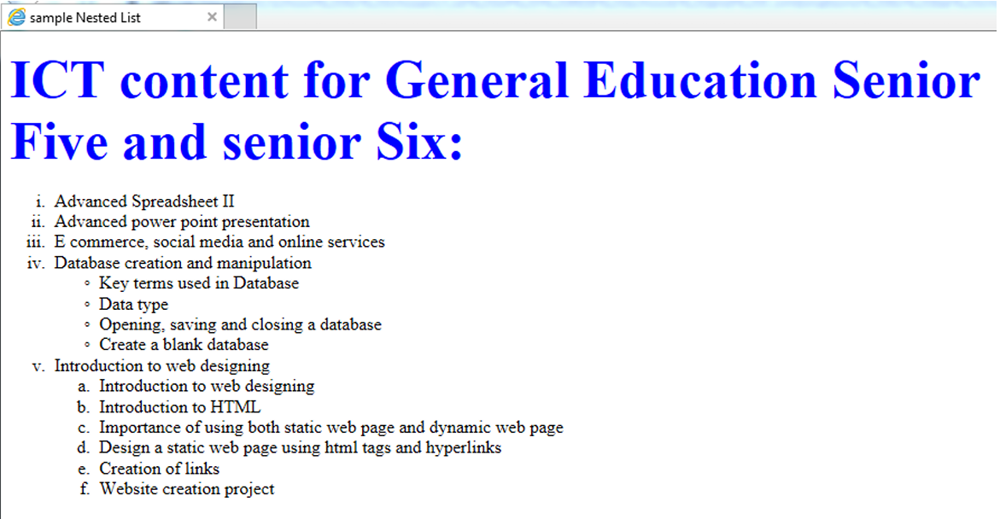 sample Nested List
ICT content for General Education Senior
Five and senior Six:
i. Advanced Spreadsheet II
ii. Advanced power point presentation
iii. E commerce, social media and online services
iv. Database creation and manipulation
◦ Key terms used in Database
◦ Data type
◦ Opening, saving and closing a database
◦ Create a blank database
v. Introduction to web designing
a. Introduction to web designing
b. Introduction to HTML
c. Importance of using both static web page and dynamic web page
d. Design a static web page using html tags and hyperlinks
e. Creation of links
f. Website creation project